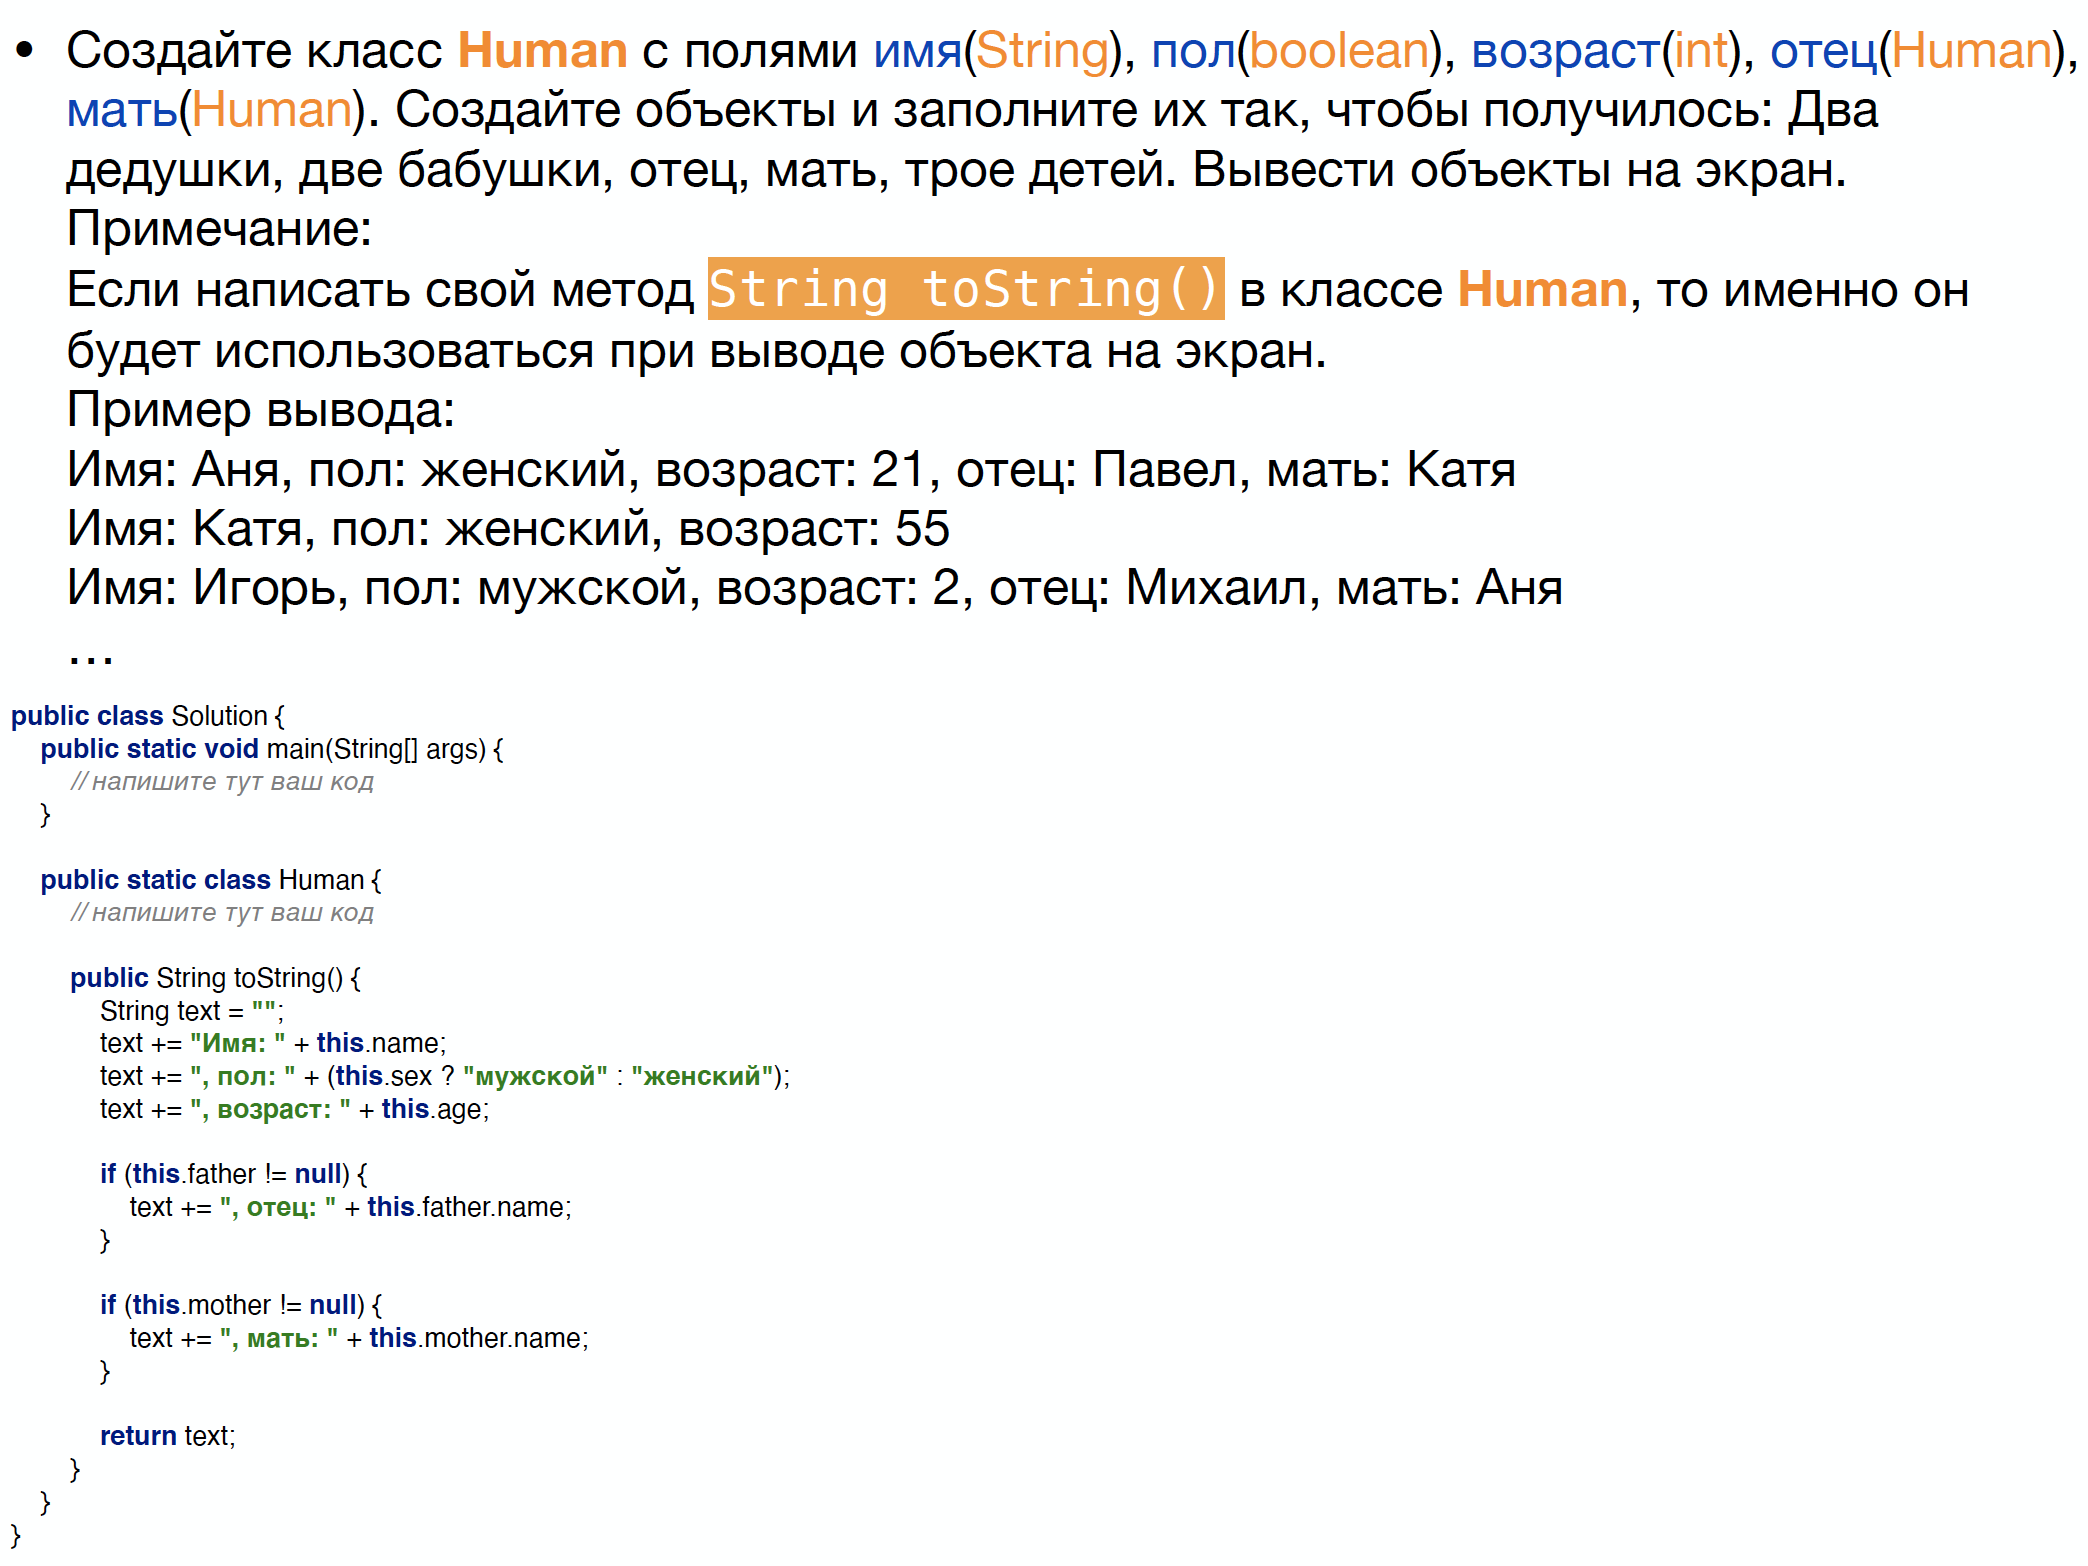 • Создайте класс Human с полями имя(String), пол(boolean), возраст(int), отец(Human),
мать(Human). Создайте объекты и заполните их так, чтобы получилось: Два
дедушки, две бабушки, отец, мать, трое детей. Вывести объекты на экран.
Примечание:
Если написать свой метод String toString() в классе Human, то именно он
будет использоваться при выводе объекта на экран.
Пример вывода:
Имя: Аня, пол: женский, возраст: 21, отец: Павел, мать: Катя
Имя: Катя, пол: женский, возраст: 55
Имя: Игорь, пол: мужской, возраст: 2, отец: Михаил, мать: Аня
…
public class Solution {
    public static void main(String[] args) {
        //напишите тут ваш код
    }
    public static class Human {
        //напишите тут ваш код
        public String toString() {
            String text = "";
            text += "Имя: " + this.name;
            text += ", пол: " + (this.sex ? "мужской" : "женский");
            text += ", возраст: " + this.age;
            if (this.father != null) {
                text += ", отец: " + this.father.name;
            }
            if (this.mother != null) {
                text += ", мать: " + this.mother.name;
            }
            return text;
        }
    }
}